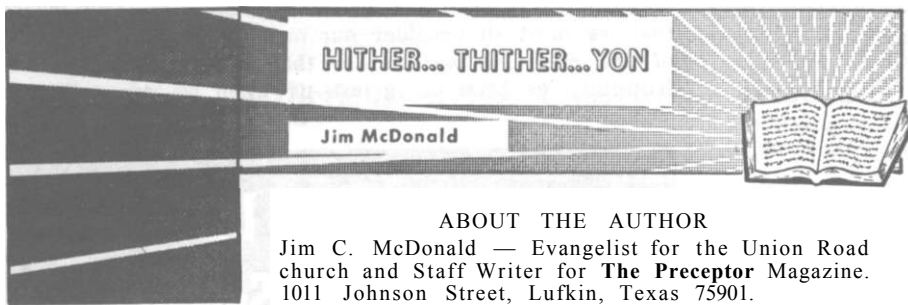 HITHER... THITHER...YON
Jim McDonald
ABOUT THE AUTHOR
Jim C. McDonald — Evangelist for the Union Road
church and Staff Writer for The Preceptor Magazine.
1011 Johnson Street, Lufkin, Texas 75901.